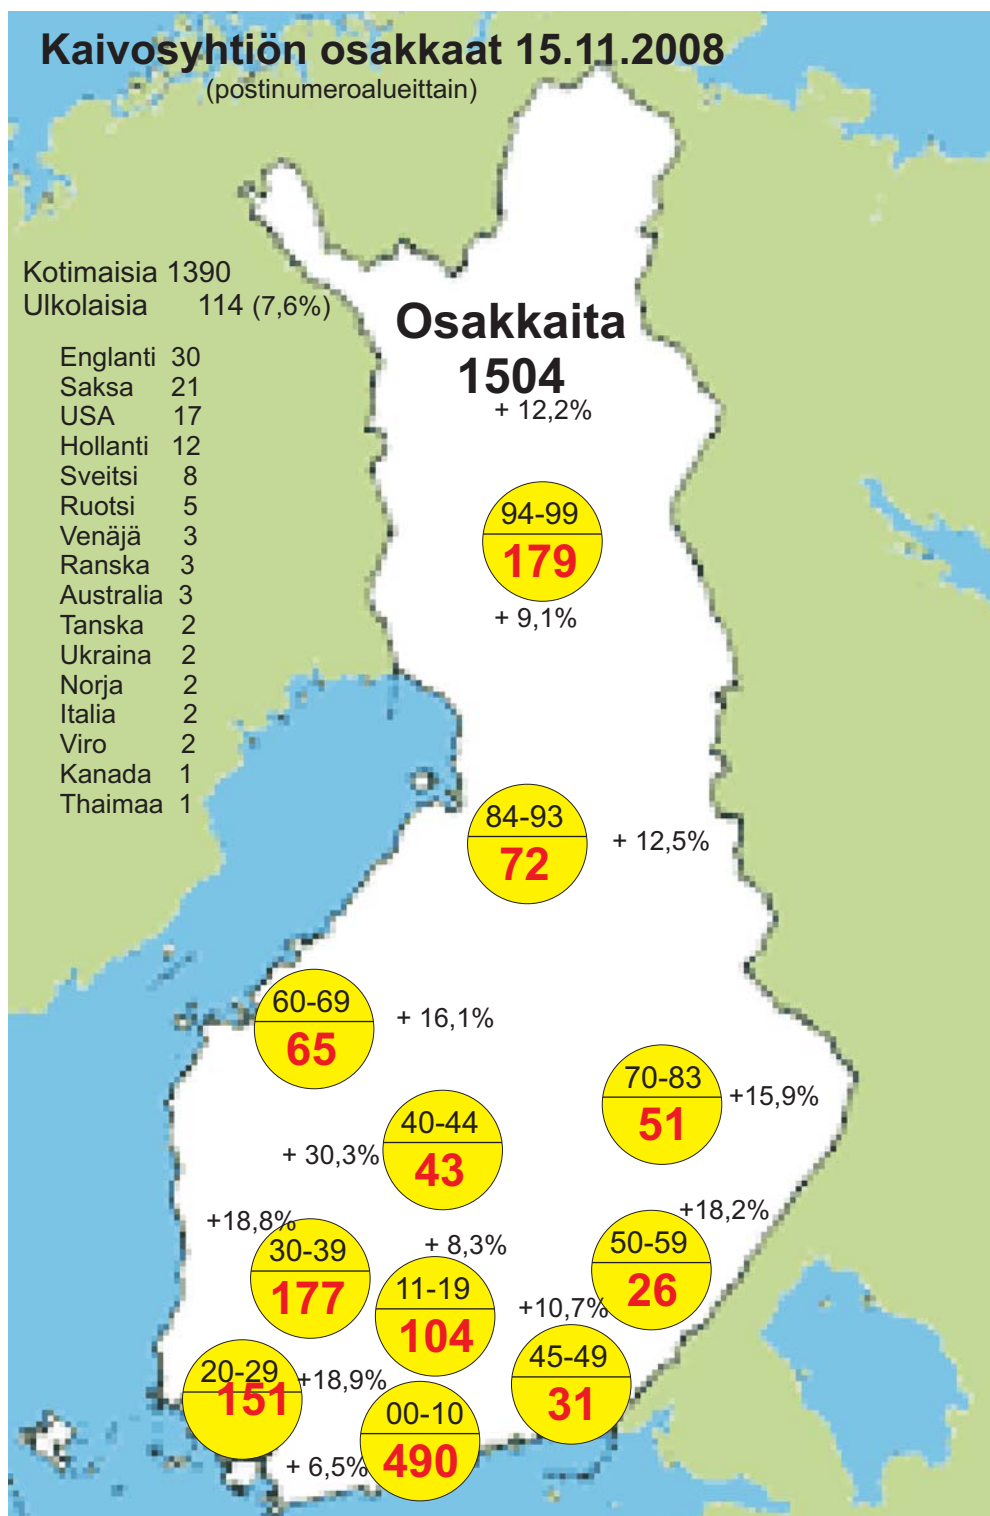 Kaivosyhtiön osakkaat 15.11.2008
(postinumeroalueittain)
Kotimaisia 1390
Ulkolaisia 114 (7,6%)
Osakkaita
1504
+ 12,2%
Englanti 30
Saksa 21
USA 17
Hollanti 12
Sveitsi 8
Ruotsi 5
Venäjä 3
Ranska 3
Australia 3
Tanska 2
Ukraina 2
Norja 2
Italia 2
Viro 2
Kanada 1
Thaimaa 1
94-99
179
+ 9,1%
84-93
72
+ 12,5%
60-69
65
+ 16,1%
70-83
51
+15,9%
40-44
43
+ 30,3%
50-59
26
+18,2%
30-39
177
+18,8%
11-19
104
+ 8,3%
45-49
31
+10,7%
20-29
151
+18,9%
00-10
490
+ 6,5%